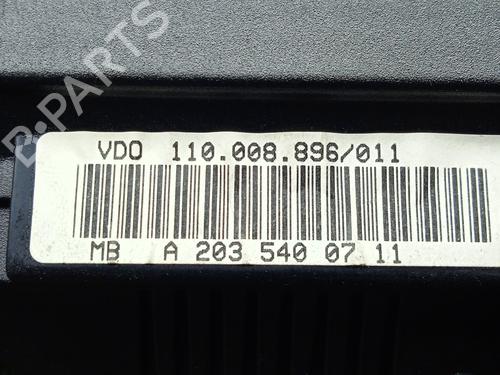 B-PARTS
VDO 110.008.896/011
MB A 203 540 07 11